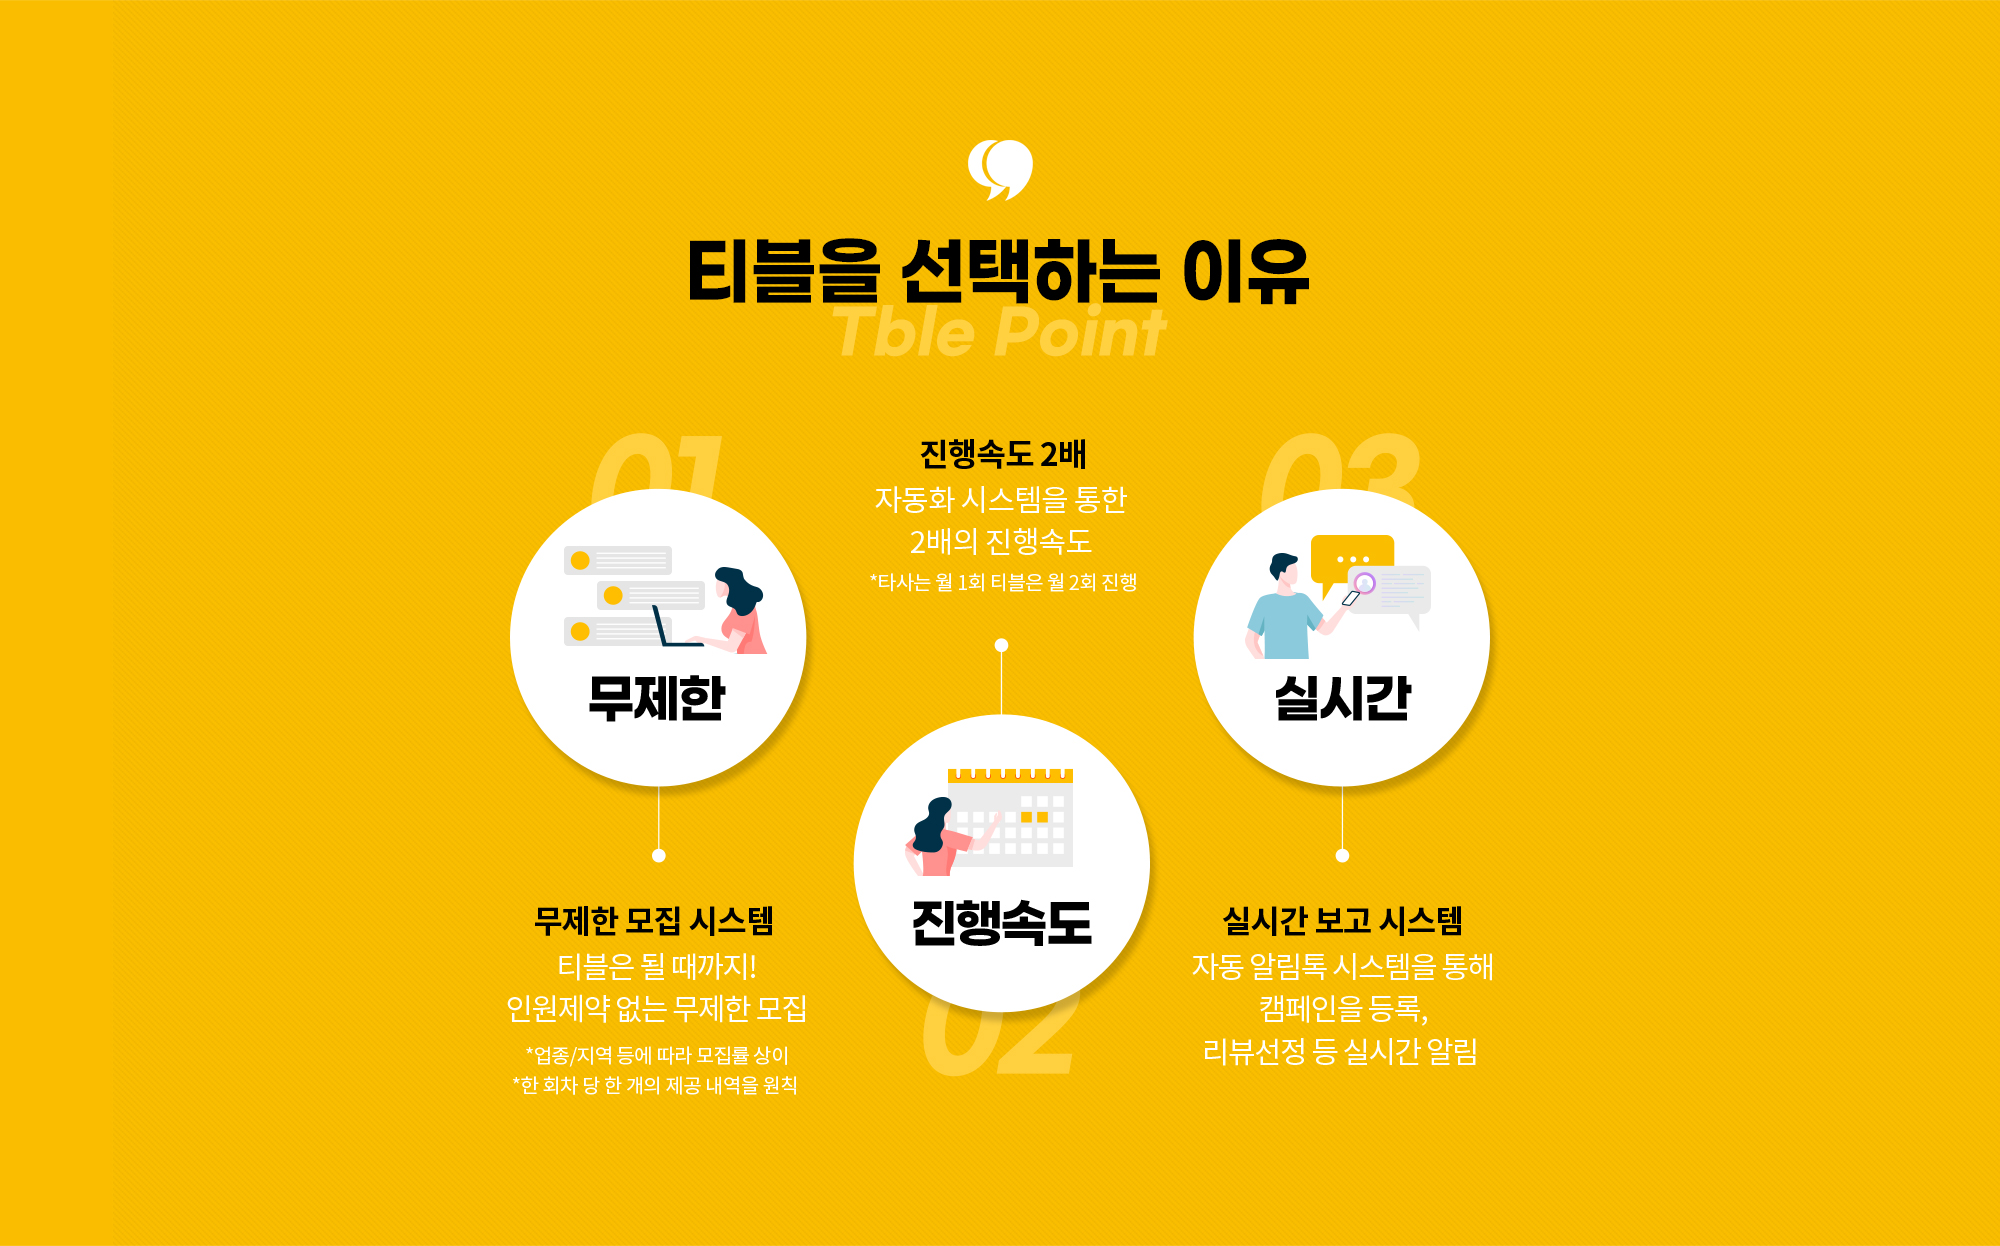 티블을 선택하는 이유
Tble Point
01
무제한
무제한 모집 시스템
티블은 될 때까지!
인원제약 없는 무제한 모집
*업종/지역 등에 따라 모집률 상이
*한 회차 당 한 개의 제공 내역을 원칙
진행속도 2배
자동화 시스템을 통한
2배의 진행속도
*타사는 월 1회 티블은 월 2회 진행
진행속도
02
03
실시간
실시간 보고 시스템
자동 알림톡 시스템을 통해
캠페인을 등록,
리뷰선정 등 실시간 알림